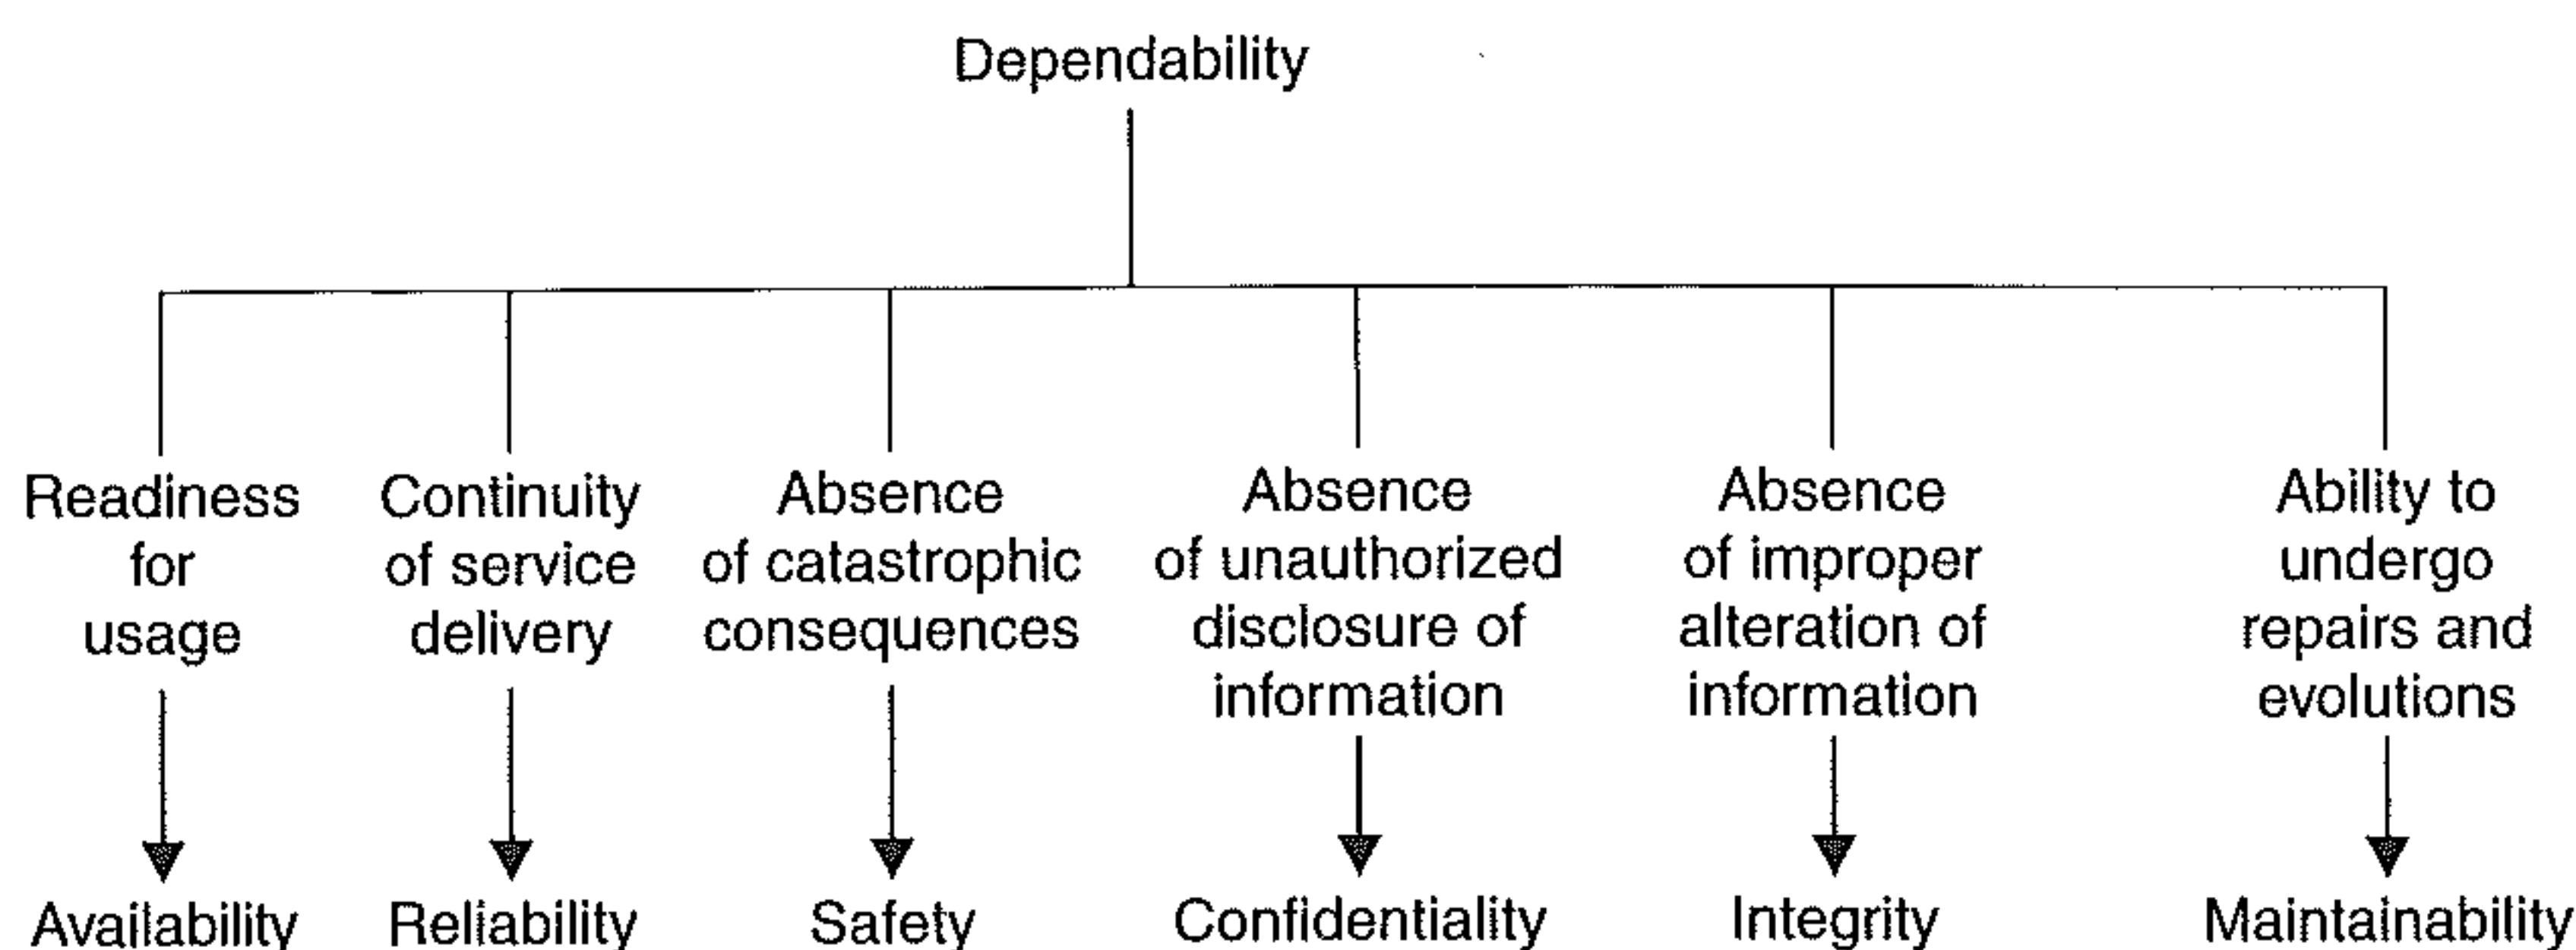 Dependability
Readiness
for
usage
Continuity
of service
delivery
Absence
of catastrophic
consequences
Absence
of unauthorized
disclosure of
information
Absence
of improper
alteration of
information
Ability to
undergo
repairs and
evolutions
Availability
Reliability
Safety
Confidentiality
Integrity
Maintainability